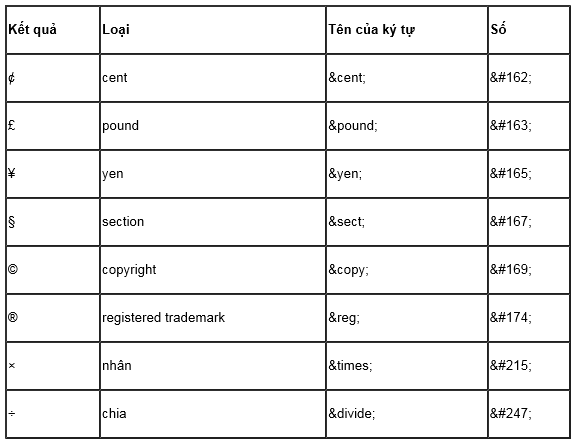 Kết quả Loại Tên của ký tự Số
¢ cent &cent; &#162;
£ pound &pound; &#163;
¥ yen &yen; &#165;
§ section &sect; &#167;
© copyright &copy; &#169;
® registered trademark &reg; &#174;
× nhân &times; &#215;
÷ chia &divide; &#247;